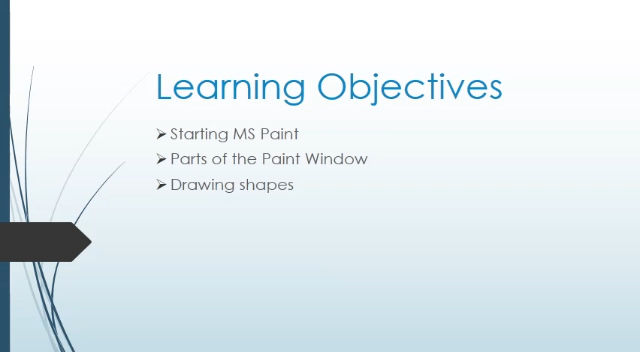 Learning Objectives
➢ Starting MS Paint
➢ Parts of the Paint Window
➢ Drawing shapes